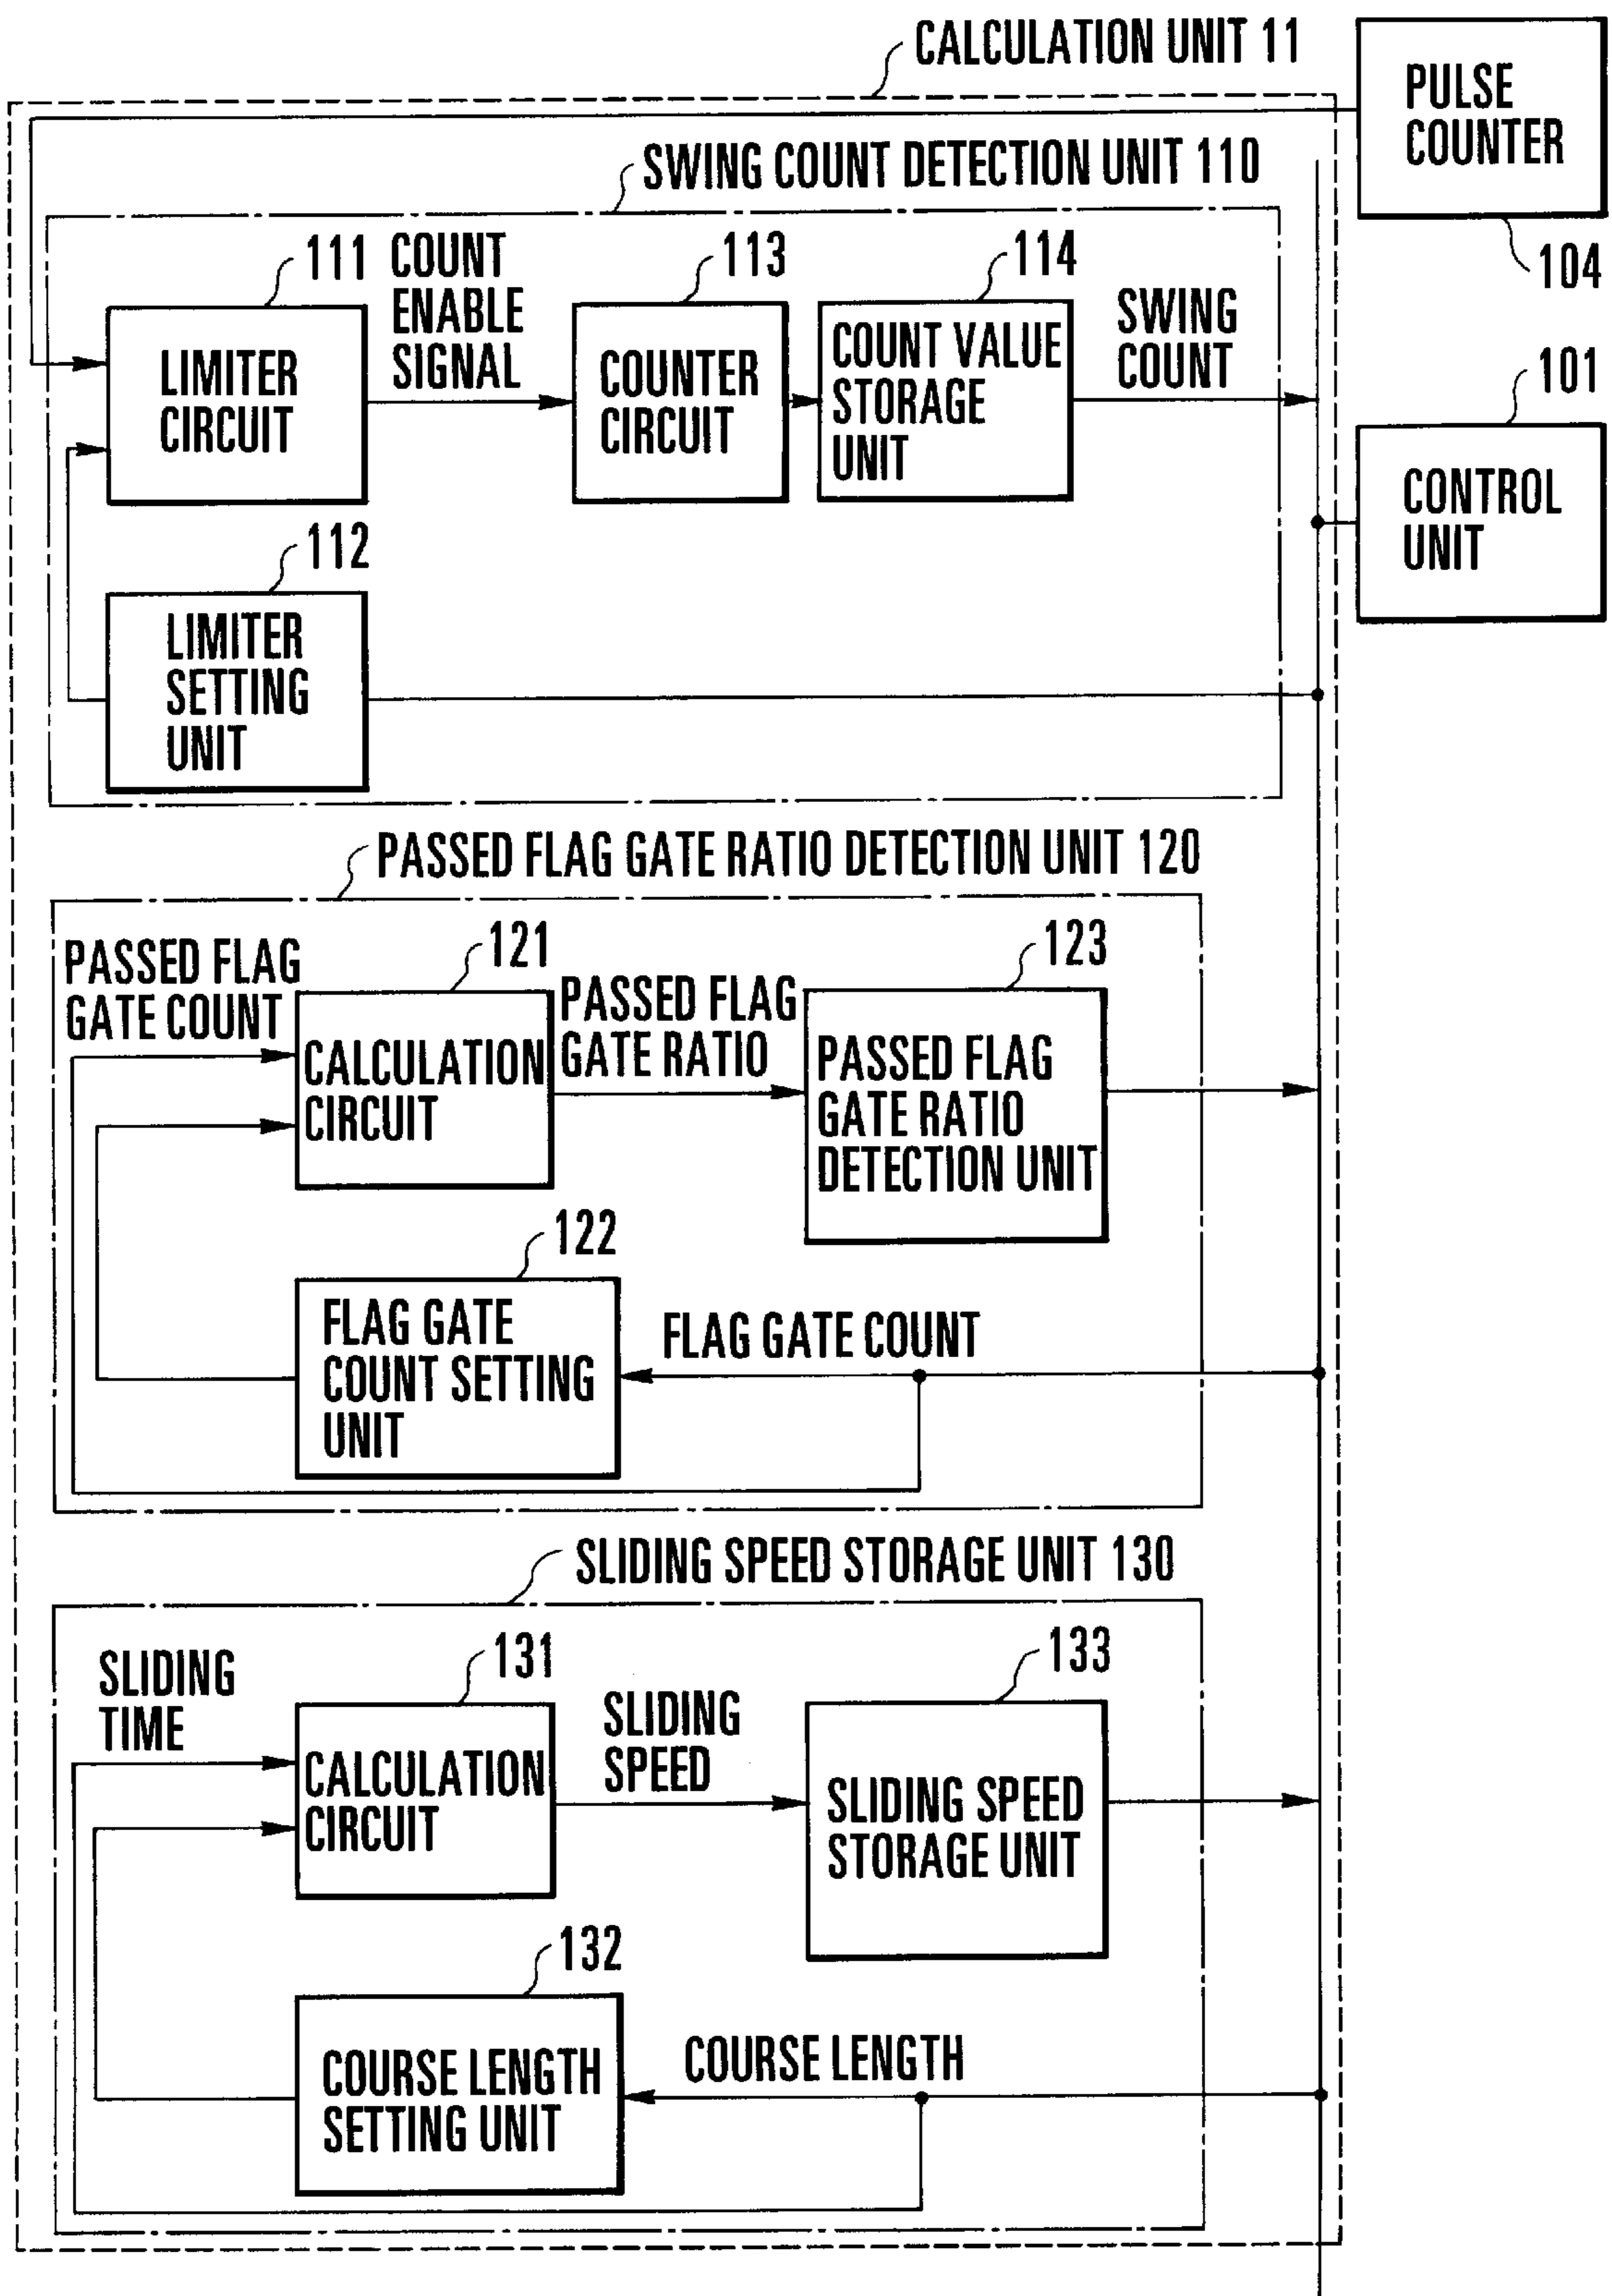 CALCULATION UNIT 11
PULSE
COUNTER
104
SWING COUNT DETECTION UNIT 110
111
COUNT
ENABLE
SIGNAL
113
114
SWING
COUNT
LIMITER
CIRCUIT
COUNTER
CIRCUIT
COUNT VALUE
STORAGE
UNIT
101
CONTROL
UNIT
112
LIMITER
SETTING
UNIT
PASSED FLAG GATE RATIO DETECTION UNIT 120
PASSED FLAG
GATE COUNT
121
PASSED FLAG
GATE RATIO
123
CALCULATION
CIRCUIT
PASSED FLAG
GATE RATIO
DETECTION UNIT
122
FLAG GATE
COUNT SETTING
UNIT
FLAG GATE COUNT
SLIDING SPEED STORAGE UNIT 130
SLIDING
TIME
131
SLIDING
SPEED
133
CALCULATION
CIRCUIT
SLIDING SPEED
STORAGE UNIT
132
COURSE LENGTH
SETTING UNIT
COURSE LENGTH